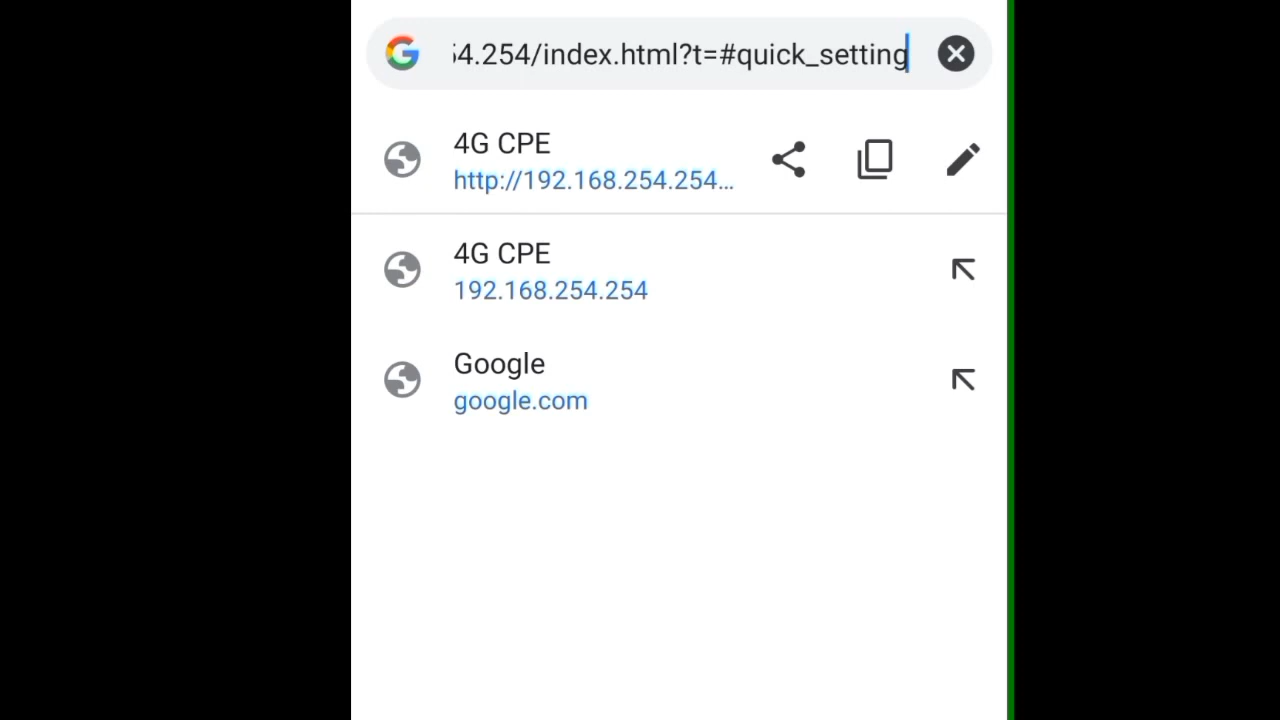 54.254/index.html?t=#quick_setting
4G CPE
http://192.168.254.254...
4G CPE
192.168.254.254
Google
google.com